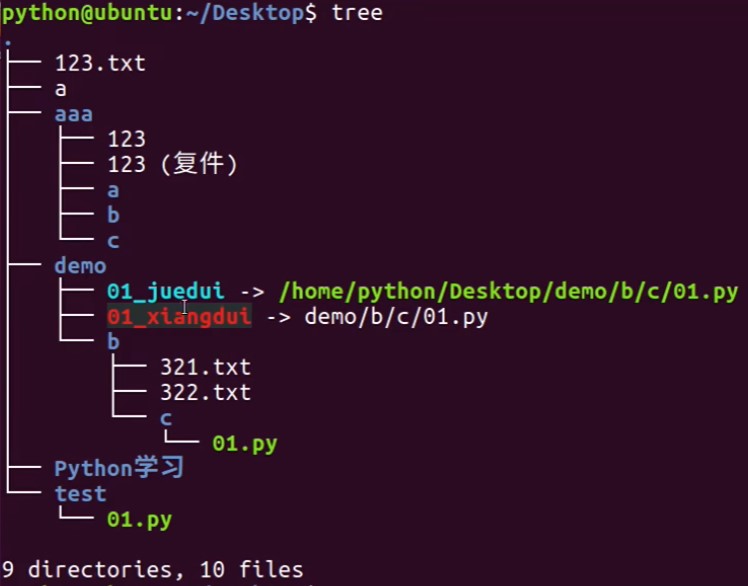 python@ubuntu:~/Desktop$ tree
.
├── 123.txt
├── a
├── aaa
│   ├── 123
│   ├── 123 (复件)
│   ├── a
│   ├── b
│   └── c
├── demo
│   ├── 01_juedui -> /home/python/Desktop/demo/b/c/01.py
│   ├── 01_xiangdui -> demo/b/c/01.py
│   └── b
│       ├── 321.txt
│       ├── 322.txt
│       └── c
│           └── 01.py
├── Python学习
└── test
    └── 01.py
9 directories, 10 files